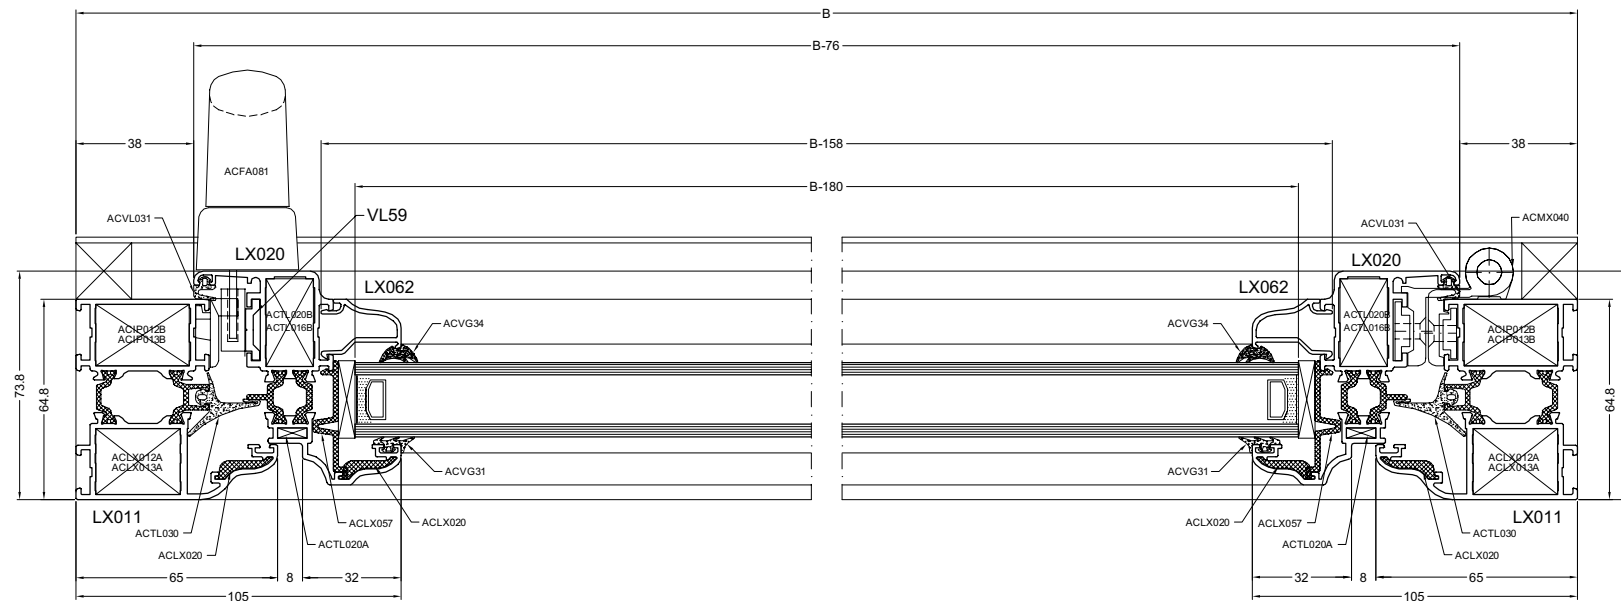 B
B-76
38
B-158
38
ACFA081
B-180
ACVL031
VL59
ACVL031
ACMX040
LX020
LX020
LX062
LX062
ACTL020B
ACTL016B
ACTL020B
ACTL016B
ACVG34
ACVG34
ACIP012B
ACIP013B
ACIP012B
ACIP013B
73.8
64.8
64.8
ACLX012A
ACLX013A
ACVG31
ACVG31
ACLX012A
ACLX013A
LX011
ACTL030
ACLX057
ACLX020
ACLX020
ACLX057
LX011
ACTL030
ACLX020
ACTL020A
ACTL020A
ACLX020
65
8
32
32
8
65
105
105